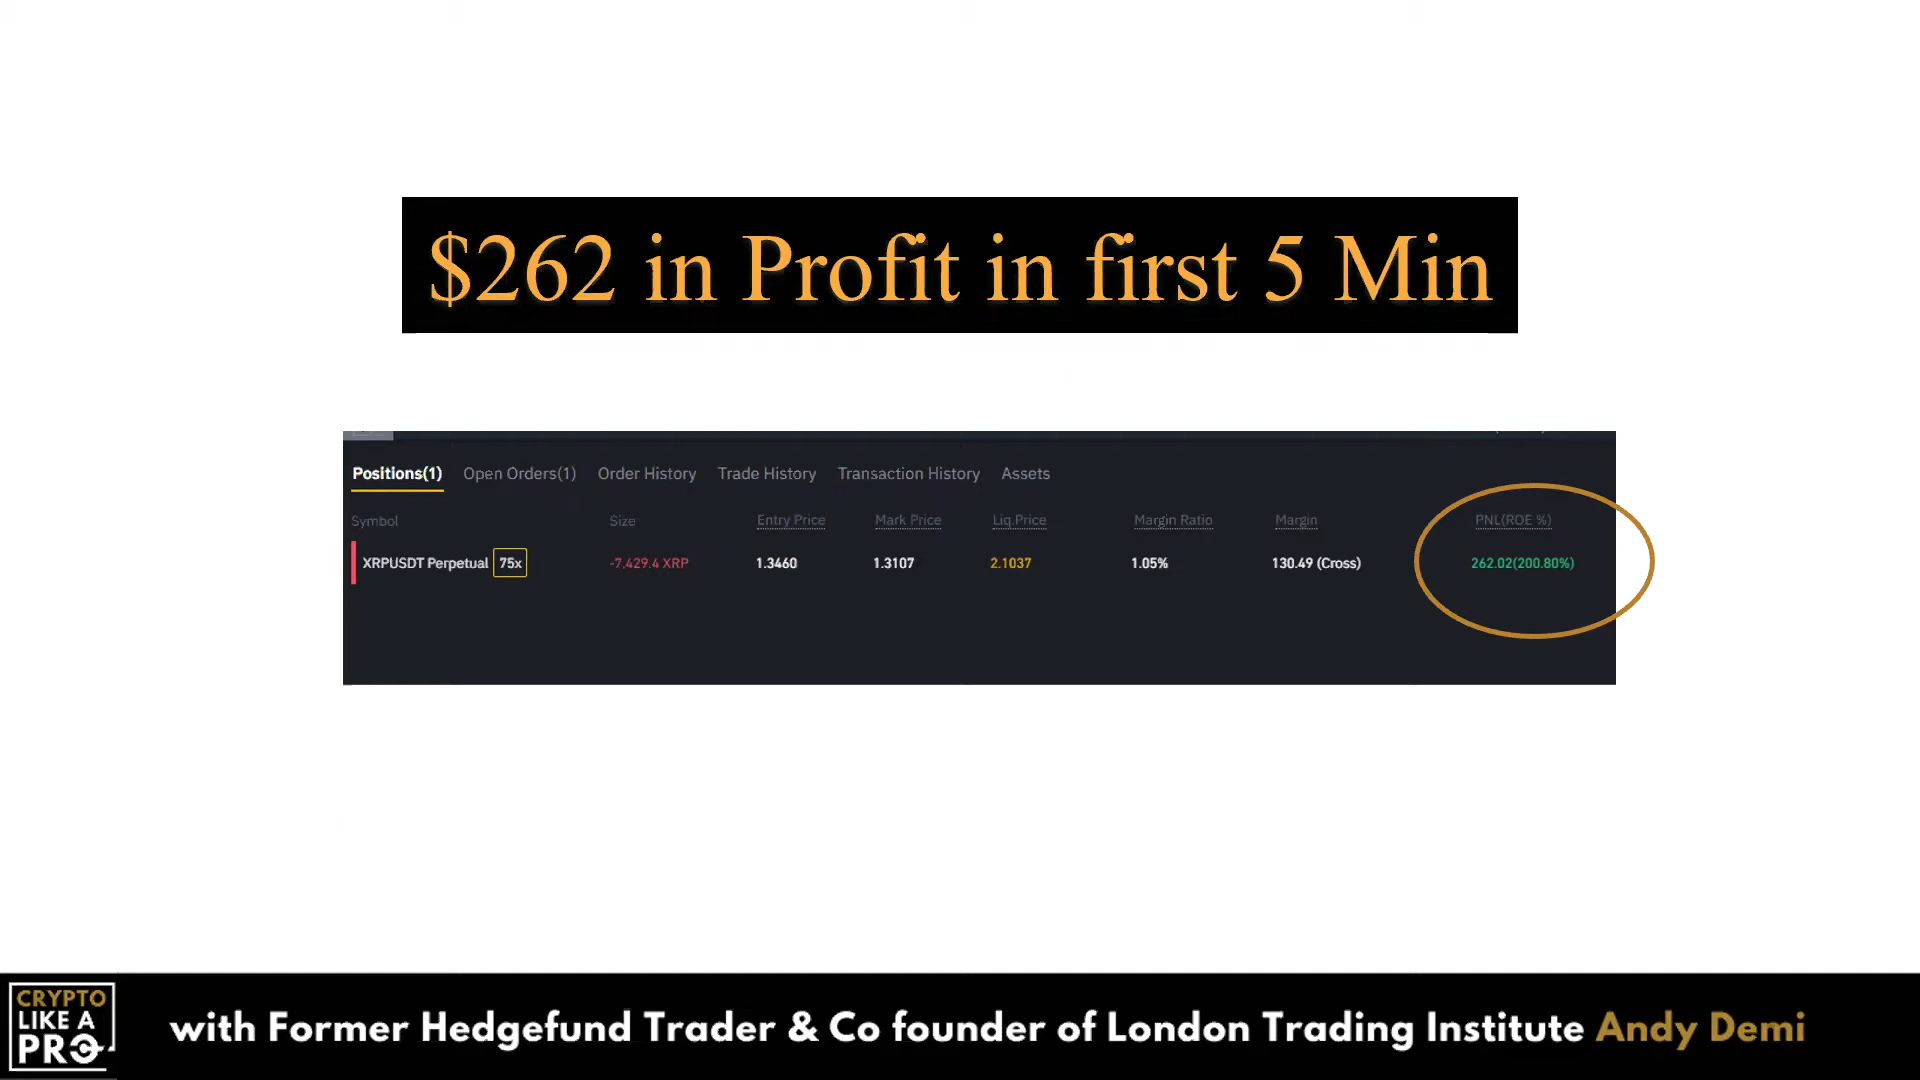 $262 in Profit in first 5 Min
Positions(1) Open Orders(1) Order History Trade History Transaction History Assets
Symbol Size Entry Price Mark Price Liq.Price Margin Ratio Margin PNL(ROE %)
XRPUSDT Perpetual 75x -7,429.4 XRP 1.3460 1.3107 2.1037 1.05% 130.49 (Cross) 262.02(200.80%)
CRYPTO
LIKE A
PRO
with Former Hedgefund Trader & Co founder of London Trading Institute Andy Demi